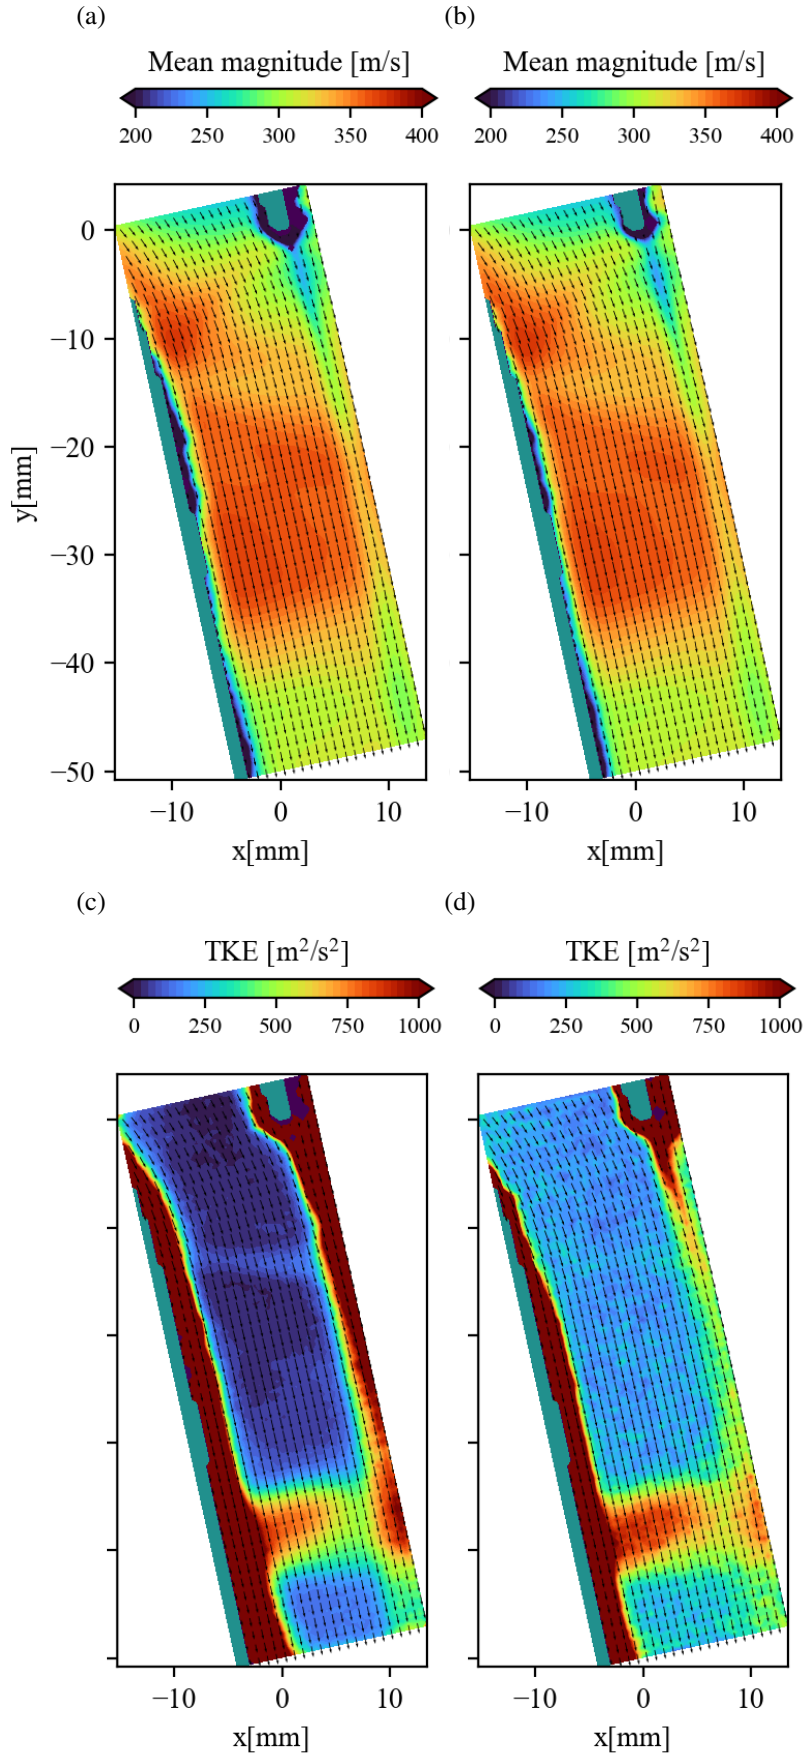 (a) (b)
Mean magnitude [m/s] Mean magnitude [m/s]
200 250 300 350 400 200 250 300 350 400
0
−10
−20
y[mm]
−30
−40
−50
−10 0 10 −10 0 10
x[mm] x[mm]
(c) (d)
TKE [m²/s²] TKE [m²/s²]
0 250 500 750 1000 0 250 500 750 1000
−10 0 10 −10 0 10
x[mm] x[mm]